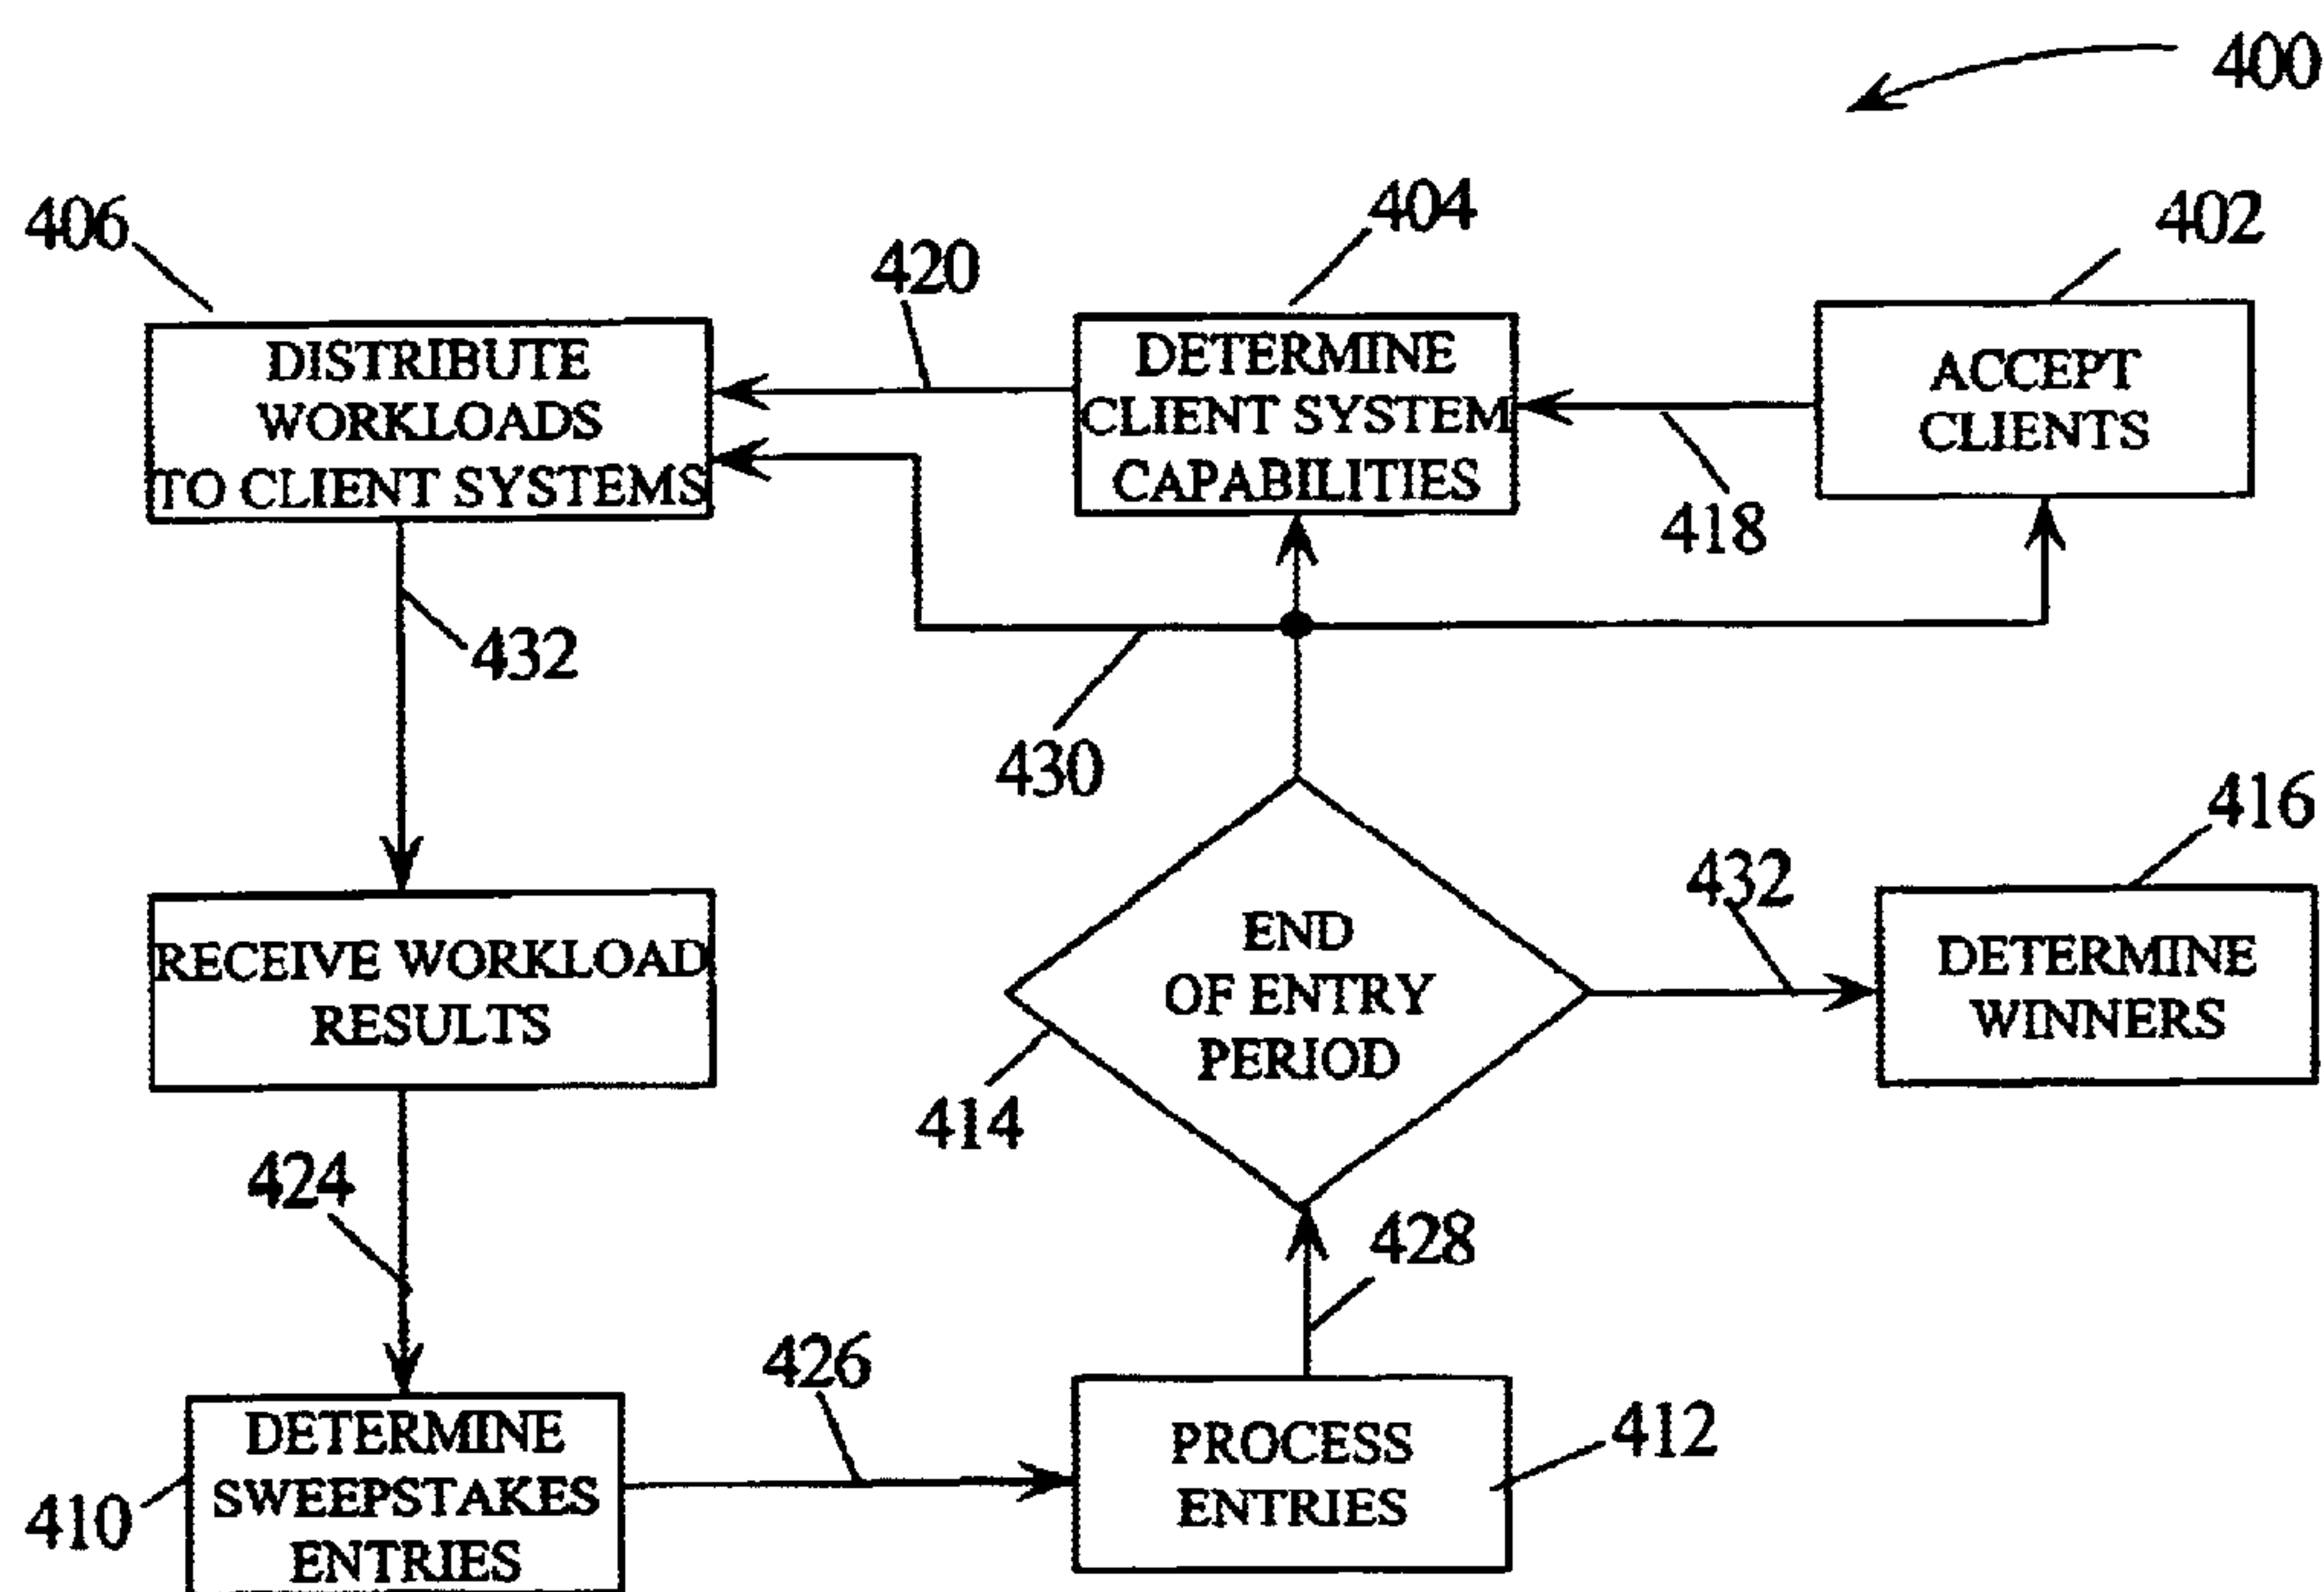 400
406
420
404
402
DISTRIBUTE
WORKLOADS
TO CLIENT SYSTEMS
DETERMINE
CLIENT SYSTEM
CAPABILITIES
ACCEPT
CLIENTS
418
432
430
416
RECEIVE WORKLOAD
RESULTS
END
OF ENTRY
PERIOD
432
DETERMINE
WINNERS
414
424
428
426
412
DETERMINE
SWEEPSTAKES
ENTRIES
PROCESS
ENTRIES
410